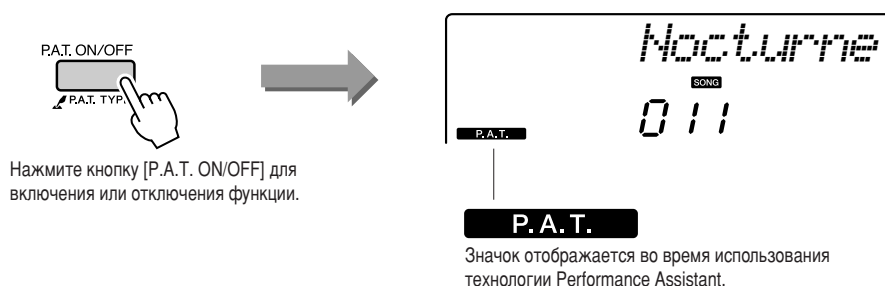 P.A.T. ON/OFF
P.A.T. TYPE
Нажмите кнопку [P.A.T. ON/OFF] для
включения или отключения функции.
Nocturne
SONG
011
P.A.T.
P.A.T.
Значок отображается во время использования
технологии Performance Assistant.